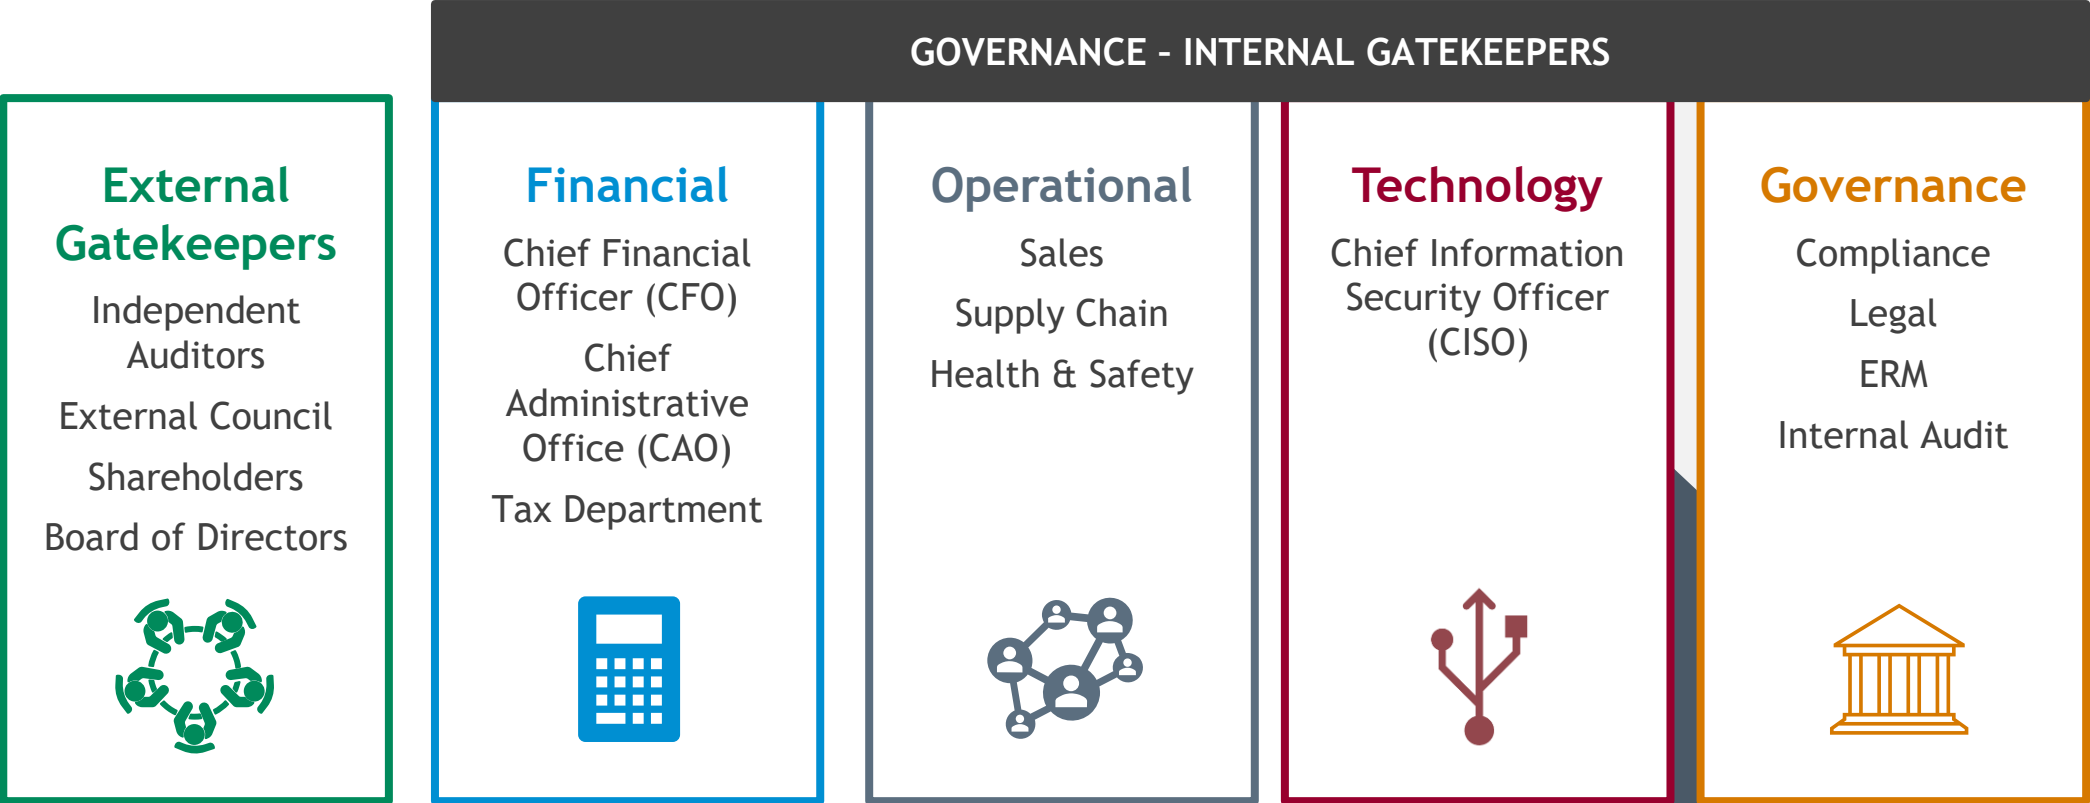 GOVERNANCE – INTERNAL GATEKEEPERS
External
Gatekeepers
Independent
Auditors
External Council
Shareholders
Board of Directors
Financial
Chief Financial
Officer (CFO)
Chief
Administrative
Office (CAO)
Tax Department
Operational
Sales
Supply Chain
Health & Safety
Technology
Chief Information
Security Officer
(CISO)
Governance
Compliance
Legal
ERM
Internal Audit